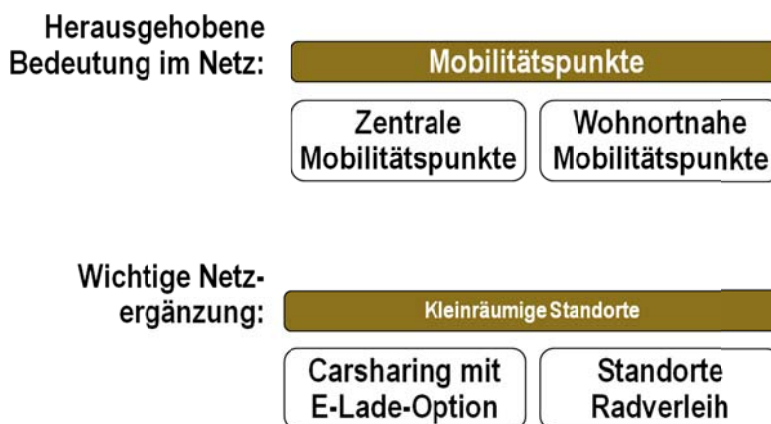 Herausgehobene
Bedeutung im Netz:
Mobilitätspunkte
Zentrale
Mobilitätspunkte
Wohnortnahe
Mobilitätspunkte
Wichtige Netz-
ergänzung:
Kleinräumige Standorte
Carsharing mit
E-Lade-Option
Standorte
Radverleih